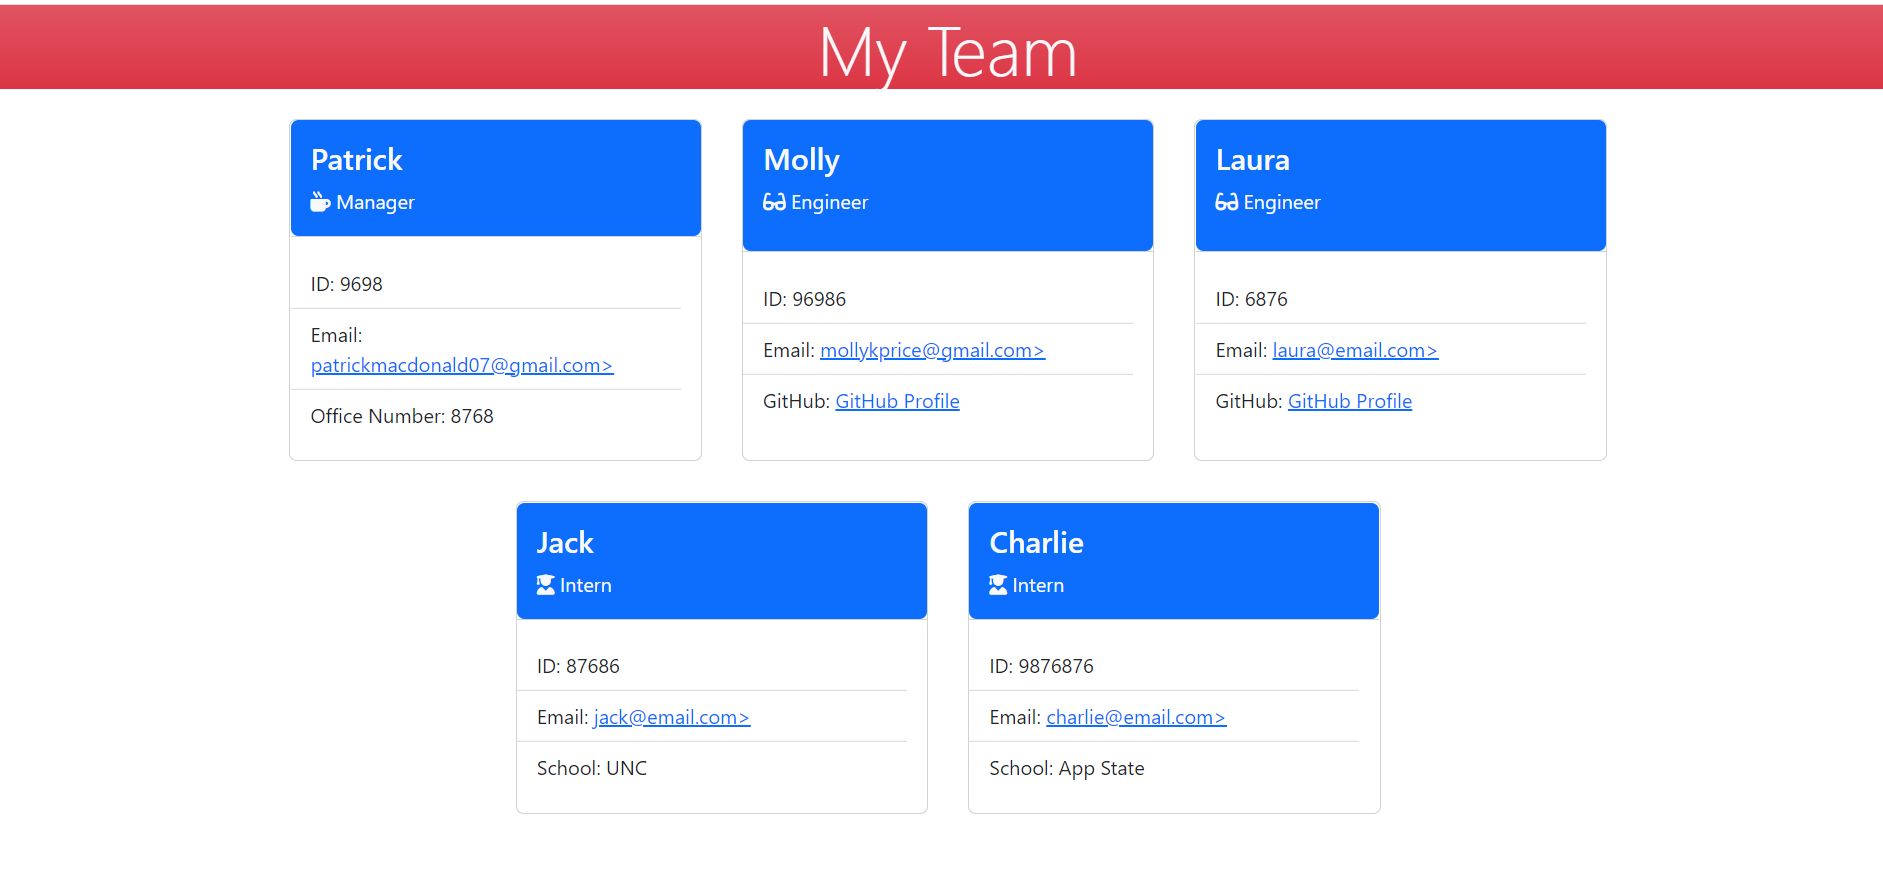 My Team
Patrick
Manager
ID: 9698
Email:
patrickmacdonald07@gmail.com>
Office Number: 8768
Molly
Engineer
ID: 96986
Email: mollykprice@gmail.com>
GitHub: GitHub Profile
Laura
Engineer
ID: 6876
Email: laura@email.com>
GitHub: GitHub Profile
Jack
Intern
ID: 87686
Email: jack@email.com>
School: UNC
Charlie
Intern
ID: 9876876
Email: charlie@email.com>
School: App State